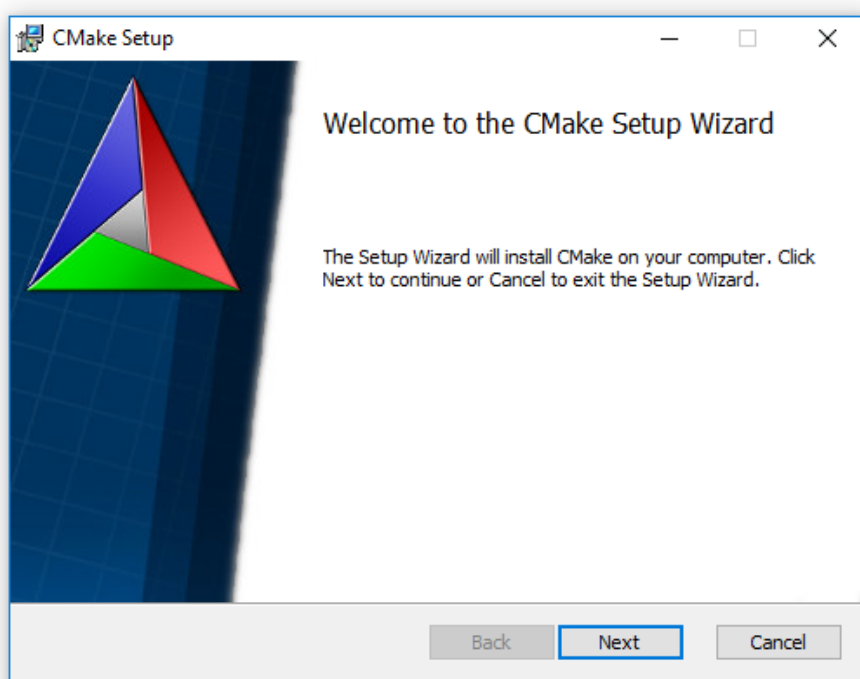 CMake Setup
Welcome to the CMake Setup Wizard
The Setup Wizard will install CMake on your computer. Click
Next to continue or Cancel to exit the Setup Wizard.
Back Next Cancel